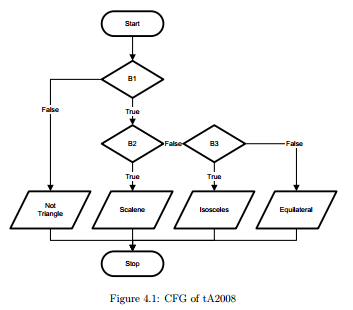 Start
B1
False
True
B2
False
B3
False
True
True
Not
Triangle
Scalene
Isosceles
Equilateral
Stop
Figure 4.1: CFG of tA2008